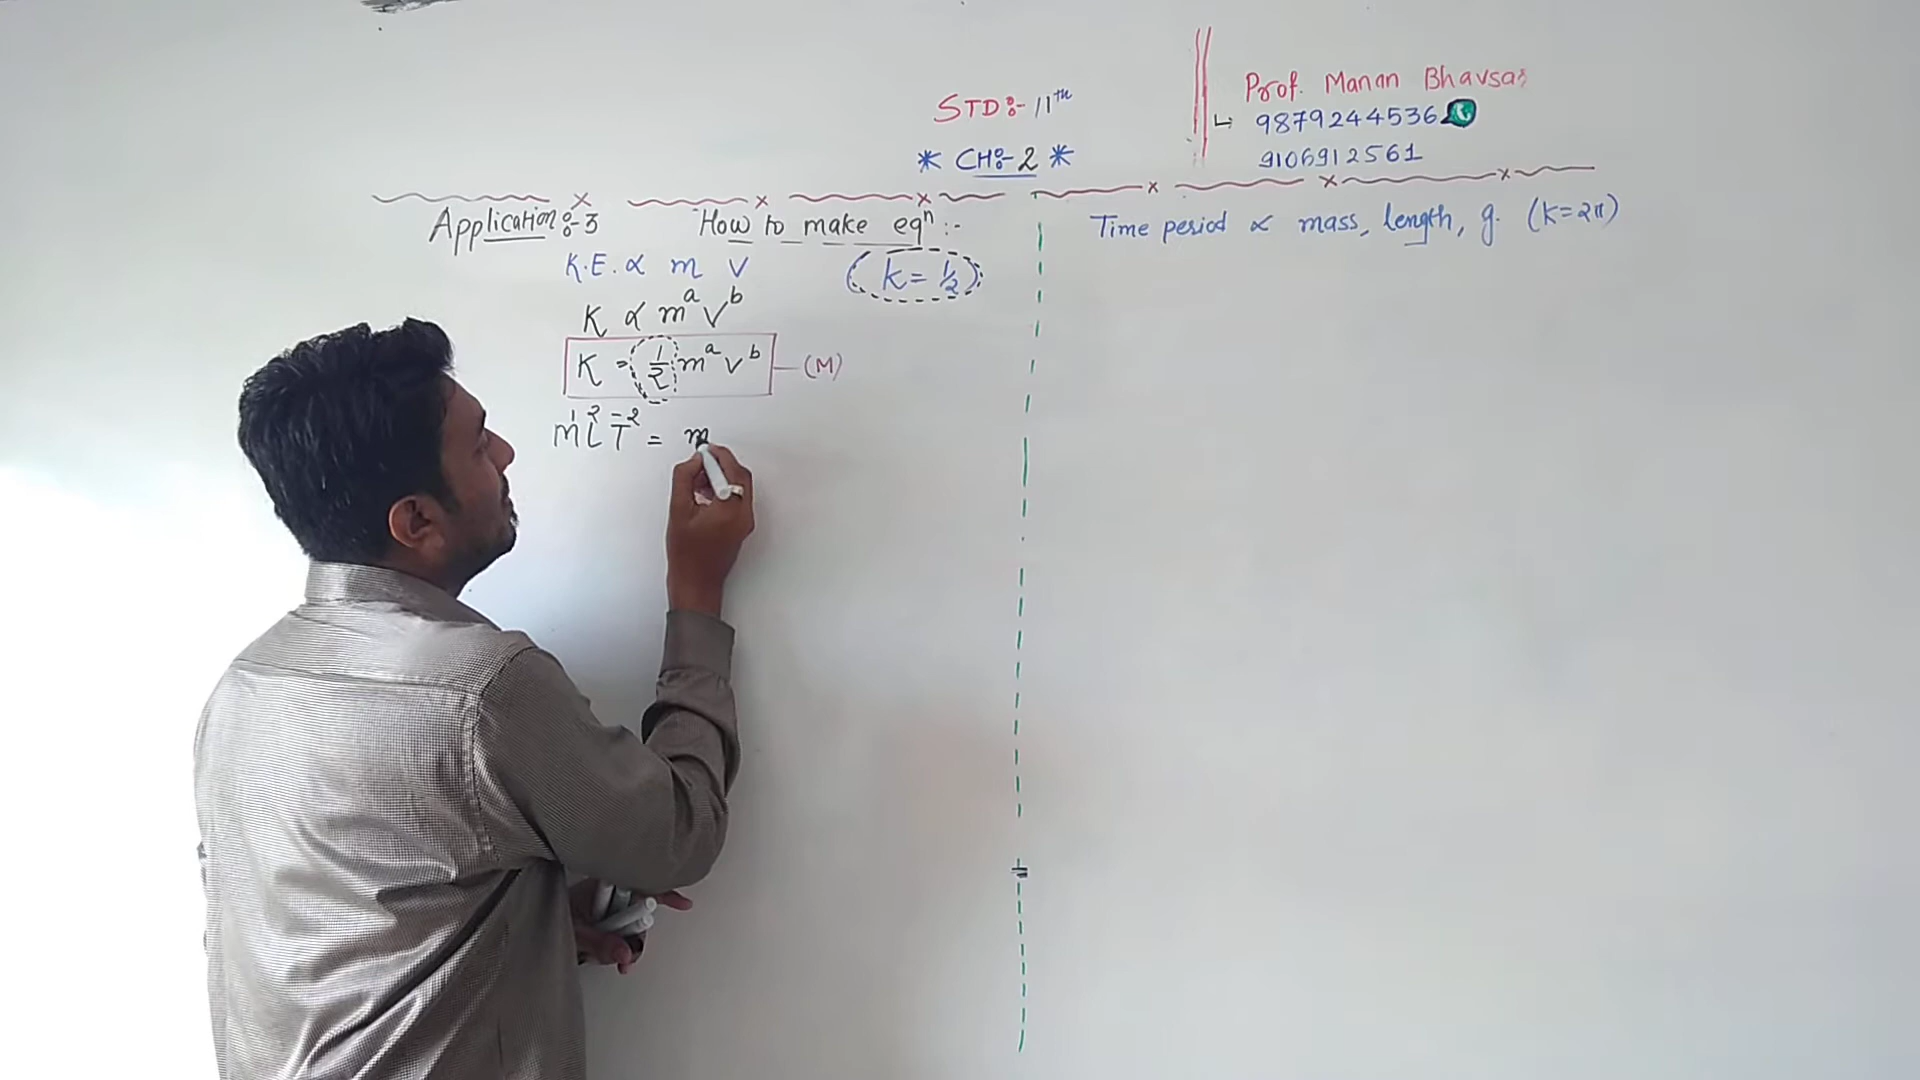 STD:- 11th
* CH:- 2 *
Prof. Manan Bhavsar
↳ 9879244536
9106912561
Application:-3
How to make eqn :-
K.E. ∝ m v
(k = 1/2)
K ∝ m^a v^b
K = 1/2 m^a v^b — (M)
M^1 L^2 T^-2 = m
Time period ∝ mass, length, g. (k=2π)